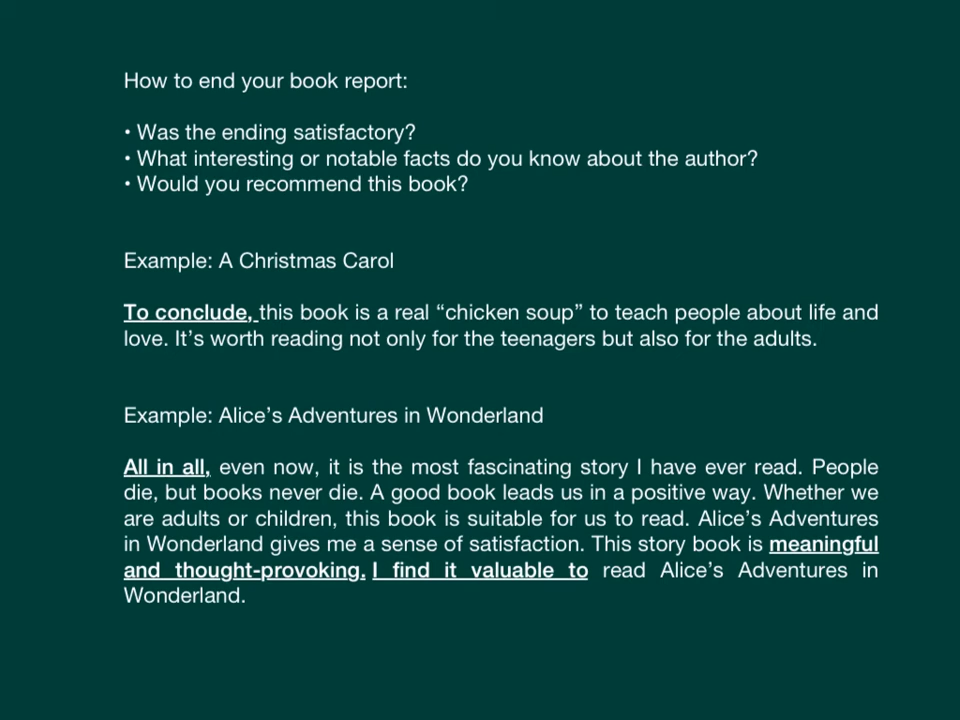 How to end your book report:
• Was the ending satisfactory?
• What interesting or notable facts do you know about the author?
• Would you recommend this book?
Example: A Christmas Carol
To conclude, this book is a real “chicken soup” to teach people about life and
love. It’s worth reading not only for the teenagers but also for the adults.
Example: Alice’s Adventures in Wonderland
All in all, even now, it is the most fascinating story I have ever read. People
die, but books never die. A good book leads us in a positive way. Whether we
are adults or children, this book is suitable for us to read. Alice’s Adventures
in Wonderland gives me a sense of satisfaction. This story book is meaningful
and thought-provoking. I find it valuable to read Alice’s Adventures in
Wonderland.